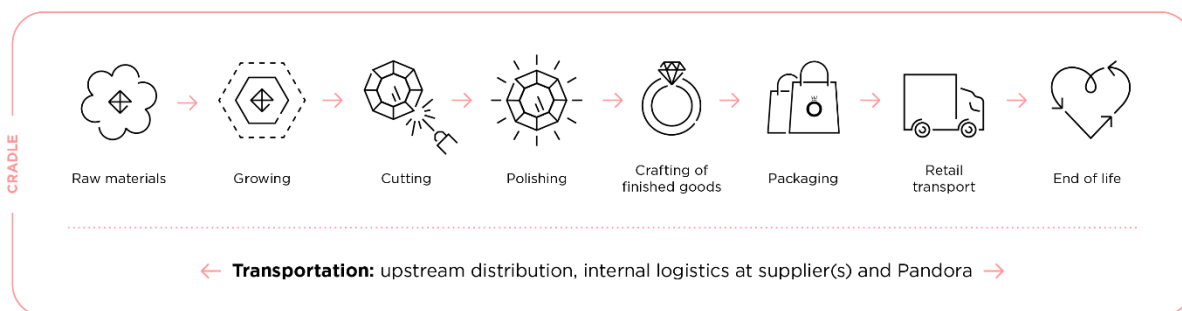 CRADLE
Raw materials
Growing
Cutting
Polishing
Crafting of
finished goods
Packaging
Retail
transport
End of life
Transportation: upstream distribution, internal logistics at supplier(s) and Pandora